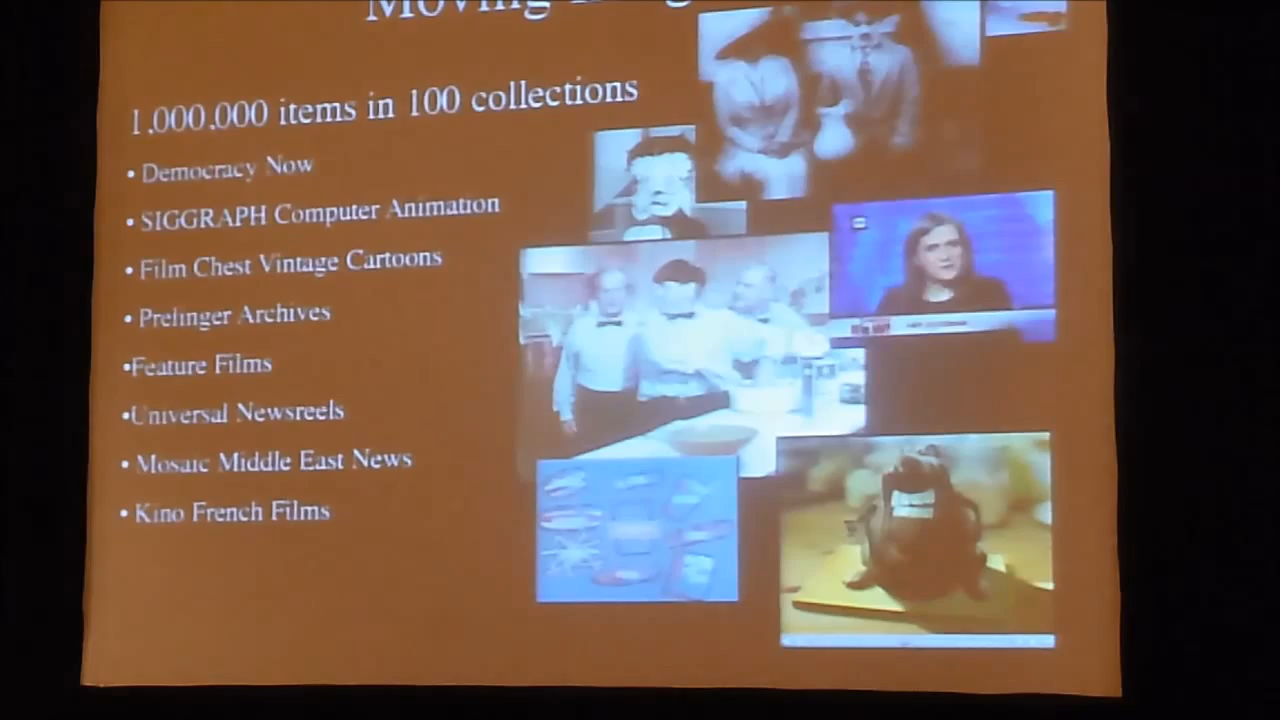 Moving
1,000,000 items in 100 collections
• Democracy Now
• SIGGRAPH Computer Animation
• Film Chest Vintage Cartoons
• Prelinger Archives
•Feature Films
•Universal Newsreels
• Mosaic Middle East News
• Kino French Films